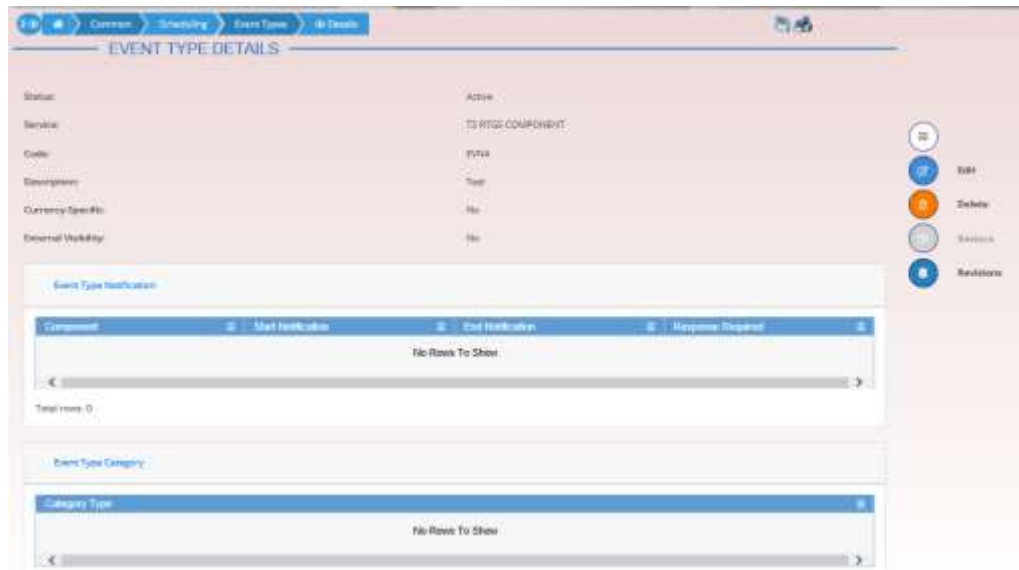 Common Scheduling Event Types Details
EVENT TYPE DETAILS
Status: Active
Service: T2 RTGS COMPONENT
Code:
Description: Test
Currency Specific: No
External Visibility: No
Edit
Delete
Restore
Revisions
Event Type Notification
Component Start Notification End Notification Response Required
No Rows To Show
Total rows: 0
Event Type Category
Category Type
No Rows To Show